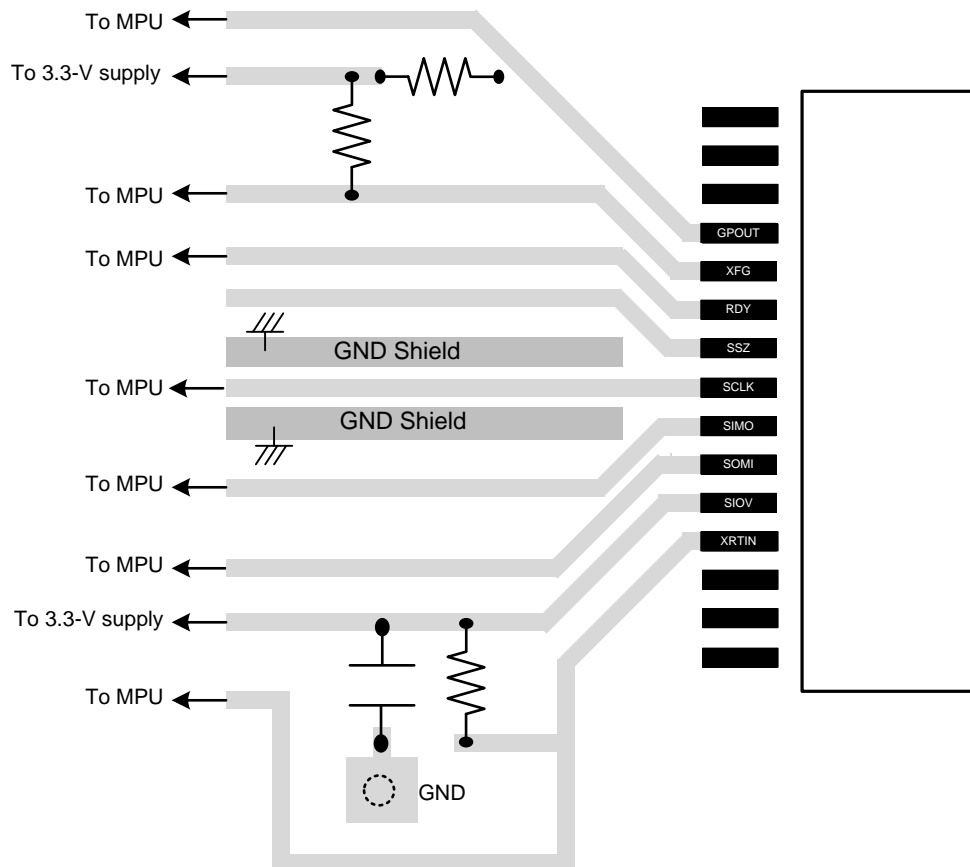 To MPU
To 3.3-V supply
To MPU
To MPU
GND Shield
To MPU
GND Shield
To MPU
To MPU
To 3.3-V supply
To MPU
GND
GPOUT
XFG
RDY
SSZ
SCLK
SIMO
SOMI
SIOV
XRTIN